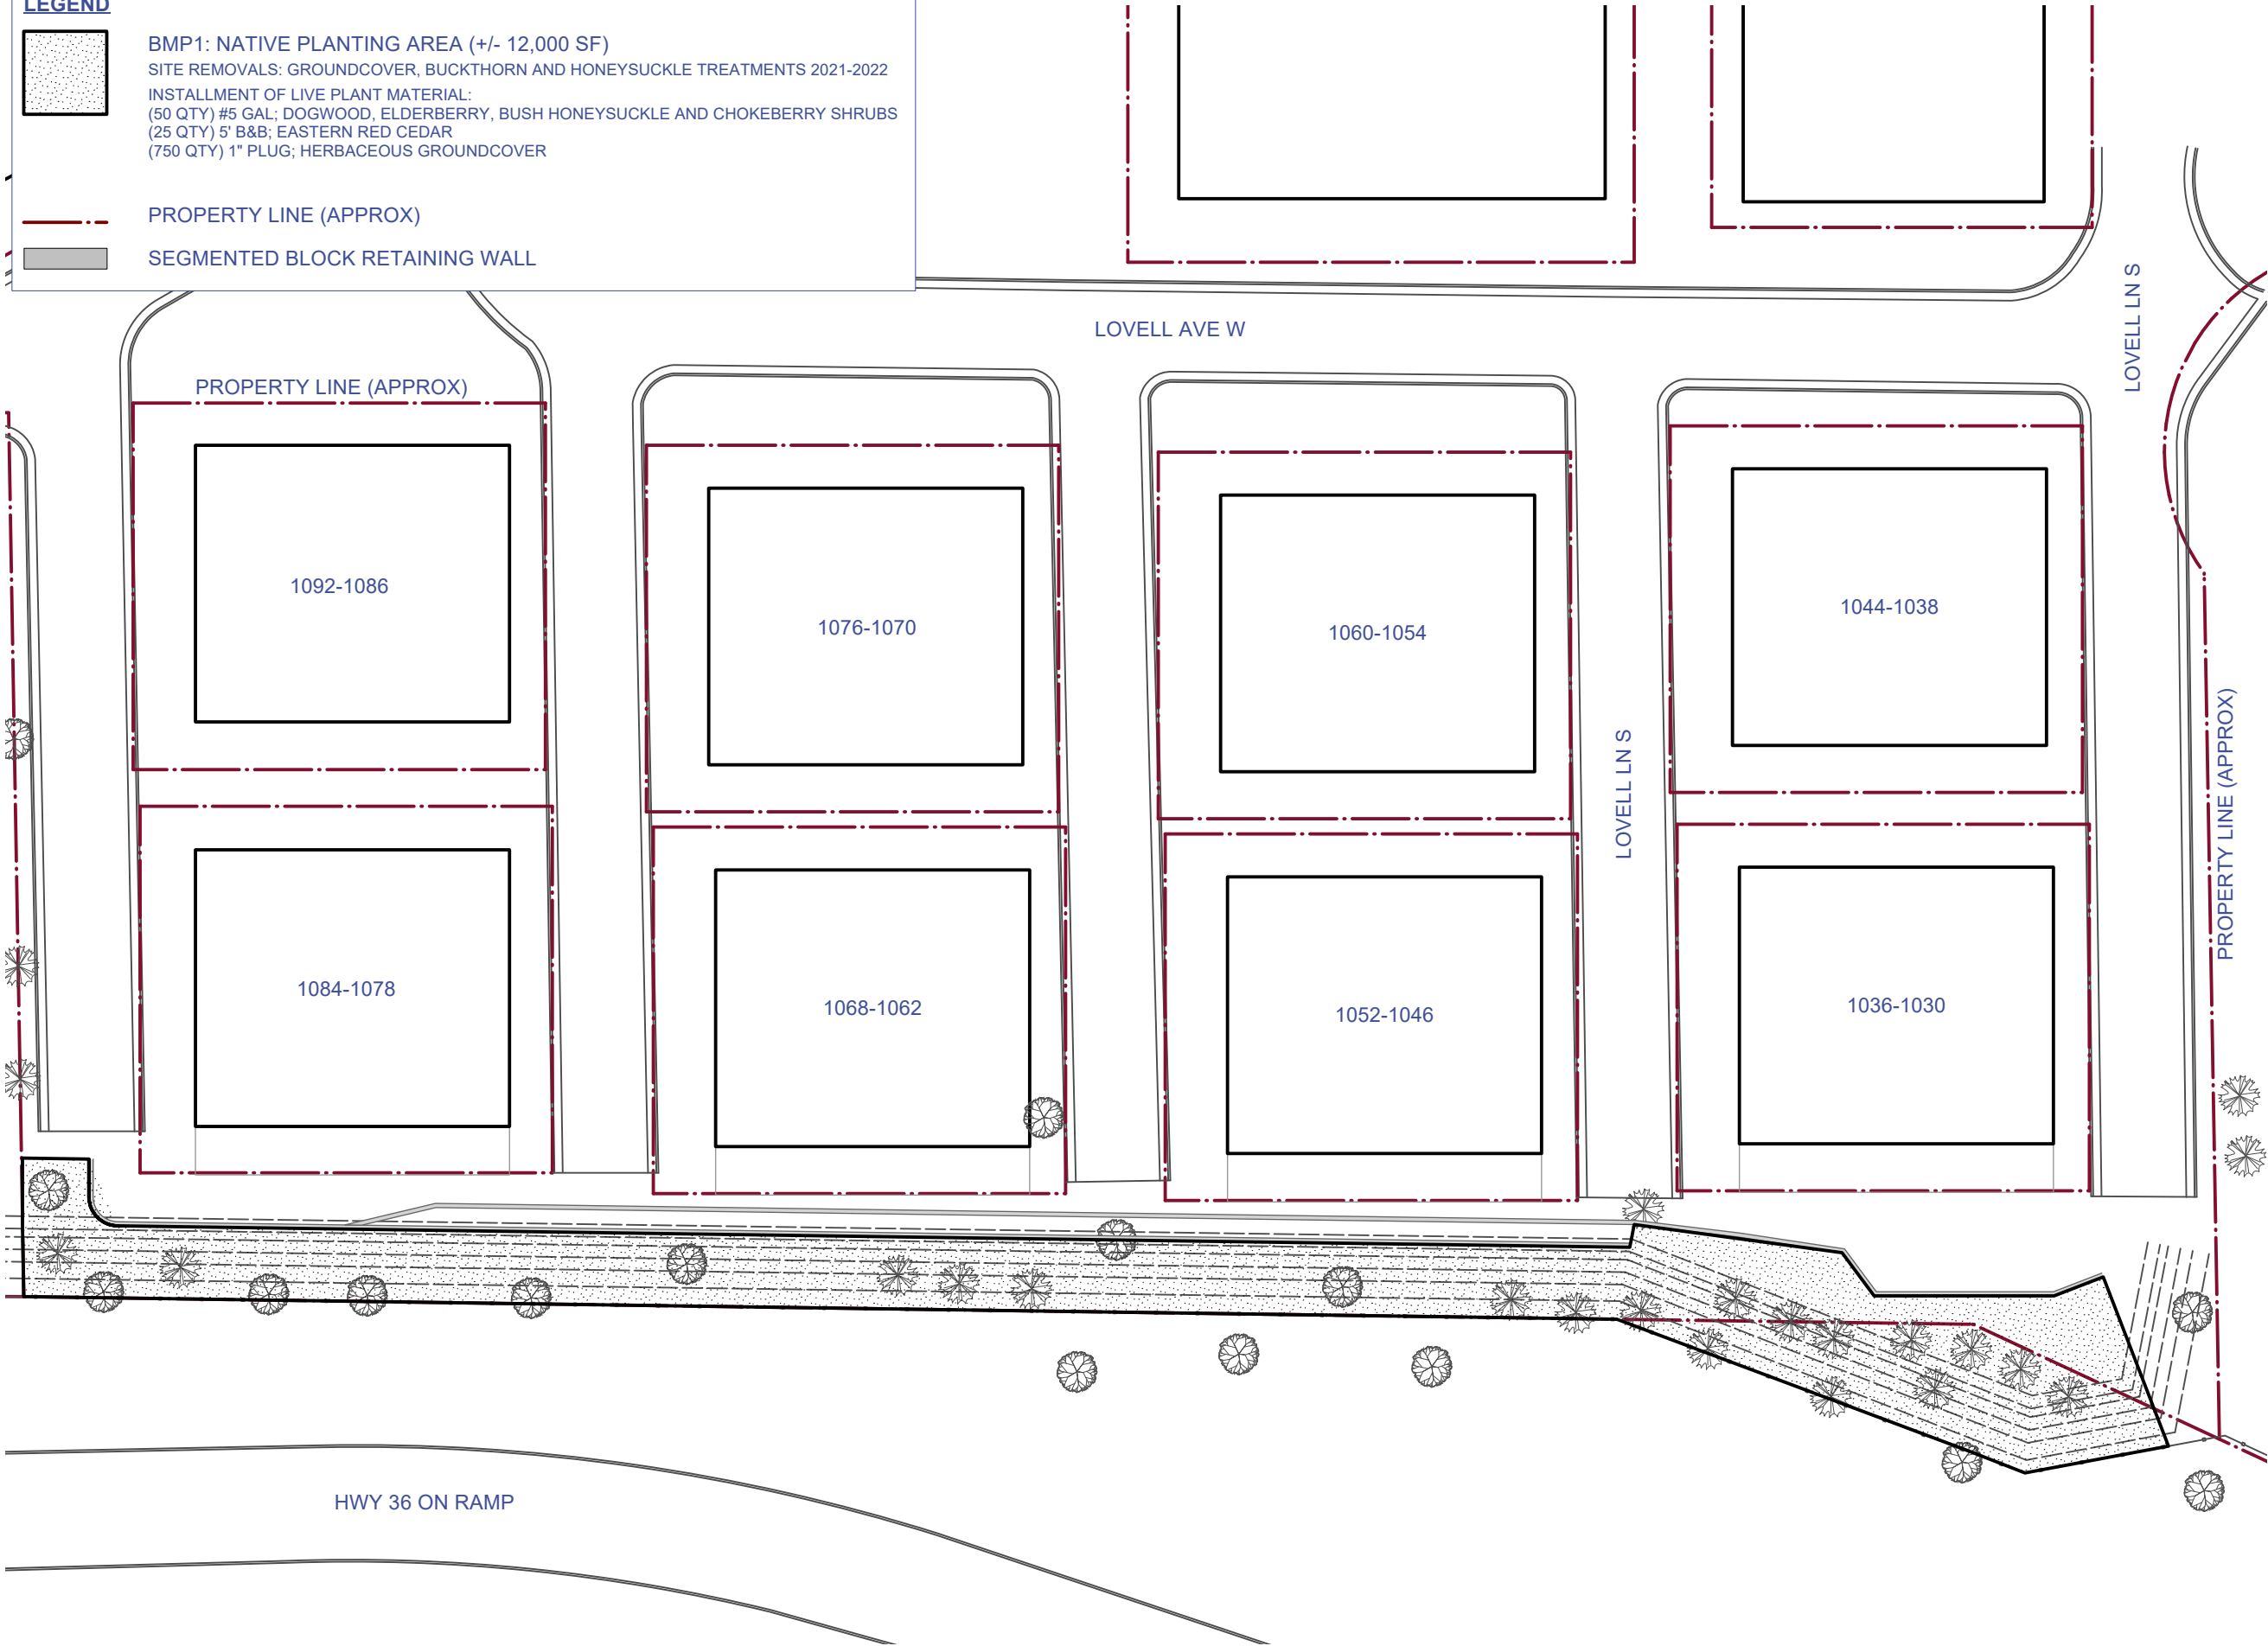 LEGEND
BMP1: NATIVE PLANTING AREA (+/- 12,000 SF)
SITE REMOVALS: GROUNDCOVER, BUCKTHORN AND HONEYSUCKLE TREATMENTS 2021-2022
INSTALLMENT OF LIVE PLANT MATERIAL:
(50 QTY) #5 GAL; DOGWOOD, ELDERBERRY, BUSH HONEYSUCKLE AND CHOKEBERRY SHRUBS
(25 QTY) 5' B&B; EASTERN RED CEDAR
(750 QTY) 1" PLUG; HERBACEOUS GROUNDCOVER
PROPERTY LINE (APPROX)
SEGMENTED BLOCK RETAINING WALL
LOVELL AVE W
LOVELL LN S
PROPERTY LINE (APPROX)
1092-1086
1076-1070
1060-1054
1044-1038
LOVELL LN S
PROPERTY LINE (APPROX)
1084-1078
1068-1062
1052-1046
1036-1030
HWY 36 ON RAMP